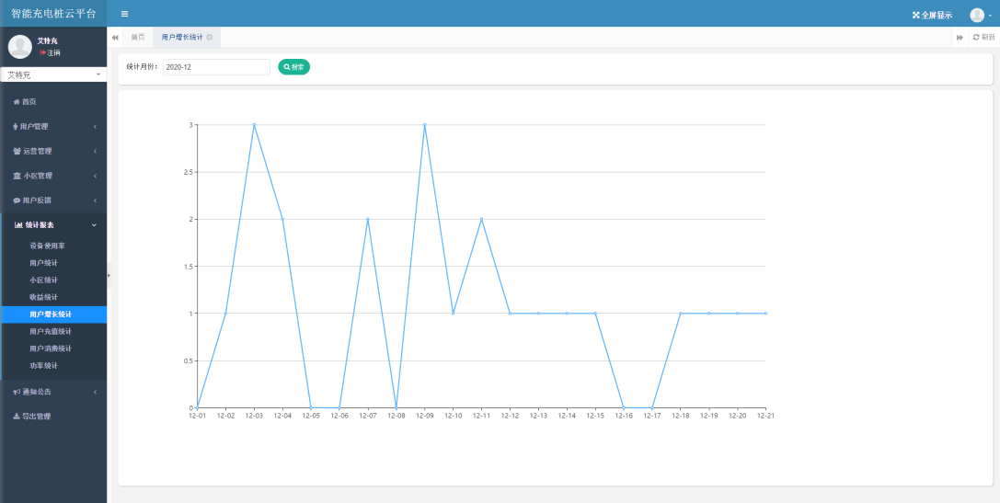 智能充电桩云平台
全屏显示
艾特充
注销
首页
用户增长统计
刷新
艾特充
统计月份：
2020-12
搜索
首页
用户管理
运营管理
小区管理
用户反馈
统计报表
设备使用率
用户统计
小区统计
收益统计
用户增长统计
用户充值统计
用户消费统计
功率统计
通知公告
导出管理
3
2.5
2
1.5
1
0.5
0
12-01 12-02 12-03 12-04 12-05 12-06 12-07 12-08 12-09 12-10 12-11 12-12 12-13 12-14 12-15 12-16 12-17 12-18 12-19 12-20 12-21